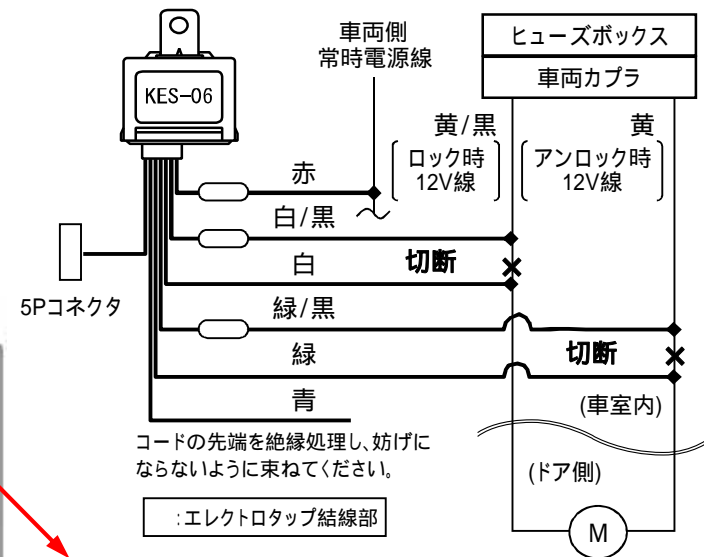 車両側
常時電源線
ヒューズボックス
車両カプラ
KES-06
黄/黒
ロック時
12V線
黄
アンロック時
12V線
赤
白/黒
白
切断
緑/黒
緑
切断
青
5Pコネクタ
(車室内)
コードの先端を絶縁処理し、妨げに
ならないように束ねてください。
(ドア側)
:エレクトロタップ結線部
M